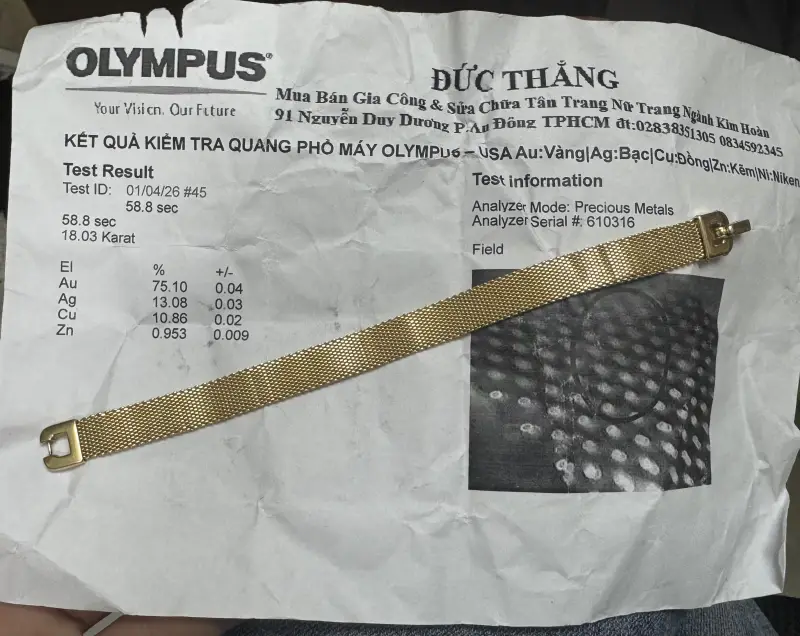 OLYMPUS®
Your Vision. Our Future
ĐỨC THẮNG
Mua Bán Gia Công & Sửa Chữa Tân Trang Nữ Trang Ngành Kim Hoàn
91 Nguyễn Duy Dương P.An Đông TPHCM đt:02838351305 0834592345
KẾT QUẢ KIỂM TRA QUANG PHỔ MÁY OLYMPUS – USA Au:Vàng|Ag:Bạc|Cu:Đồng|Zn:Kẽm|Ni:Niken
Test Result
Test ID: 01/04/26 #45
58.8 sec
58.8 sec
18.03 Karat
El % +/-
Au 75.10 0.04
Ag 13.08 0.03
Cu 10.86 0.02
Zn 0.953 0.009
Test Information
Analyzer Mode: Precious Metals
Analyzer Serial #: 610316
Field